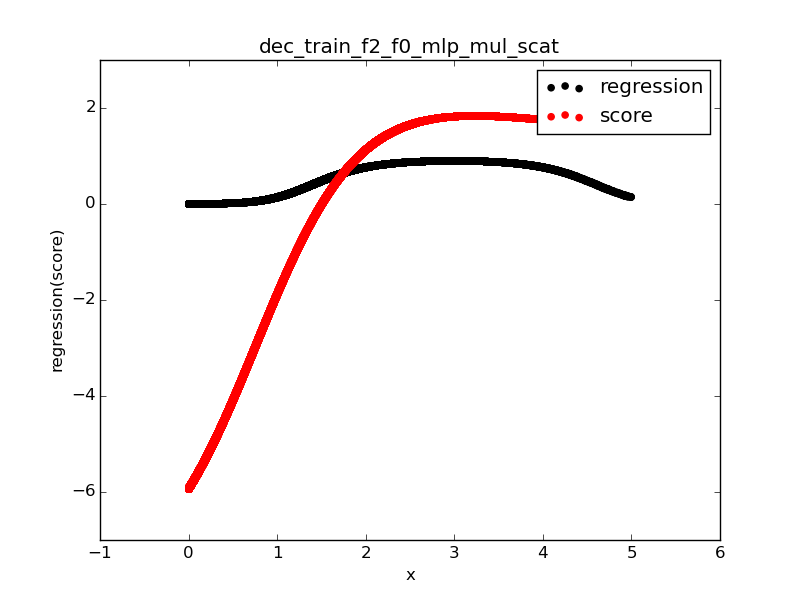 dec_train_f2_f0_mlp_mul_scat
regression
score
regression(score)
2
0
−2
−4
−6
−1 0 1 2 3 4 5 6
x